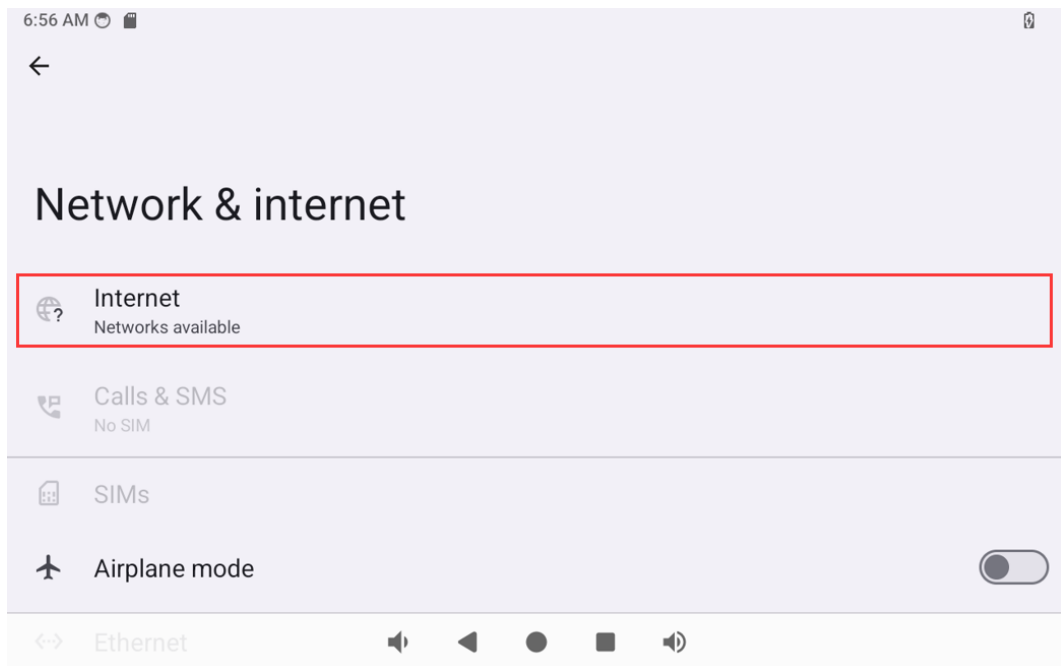 6:56 AM
Network & internet
Internet
Networks available
Calls & SMS
No SIM
SIMs
Airplane mode
Ethernet